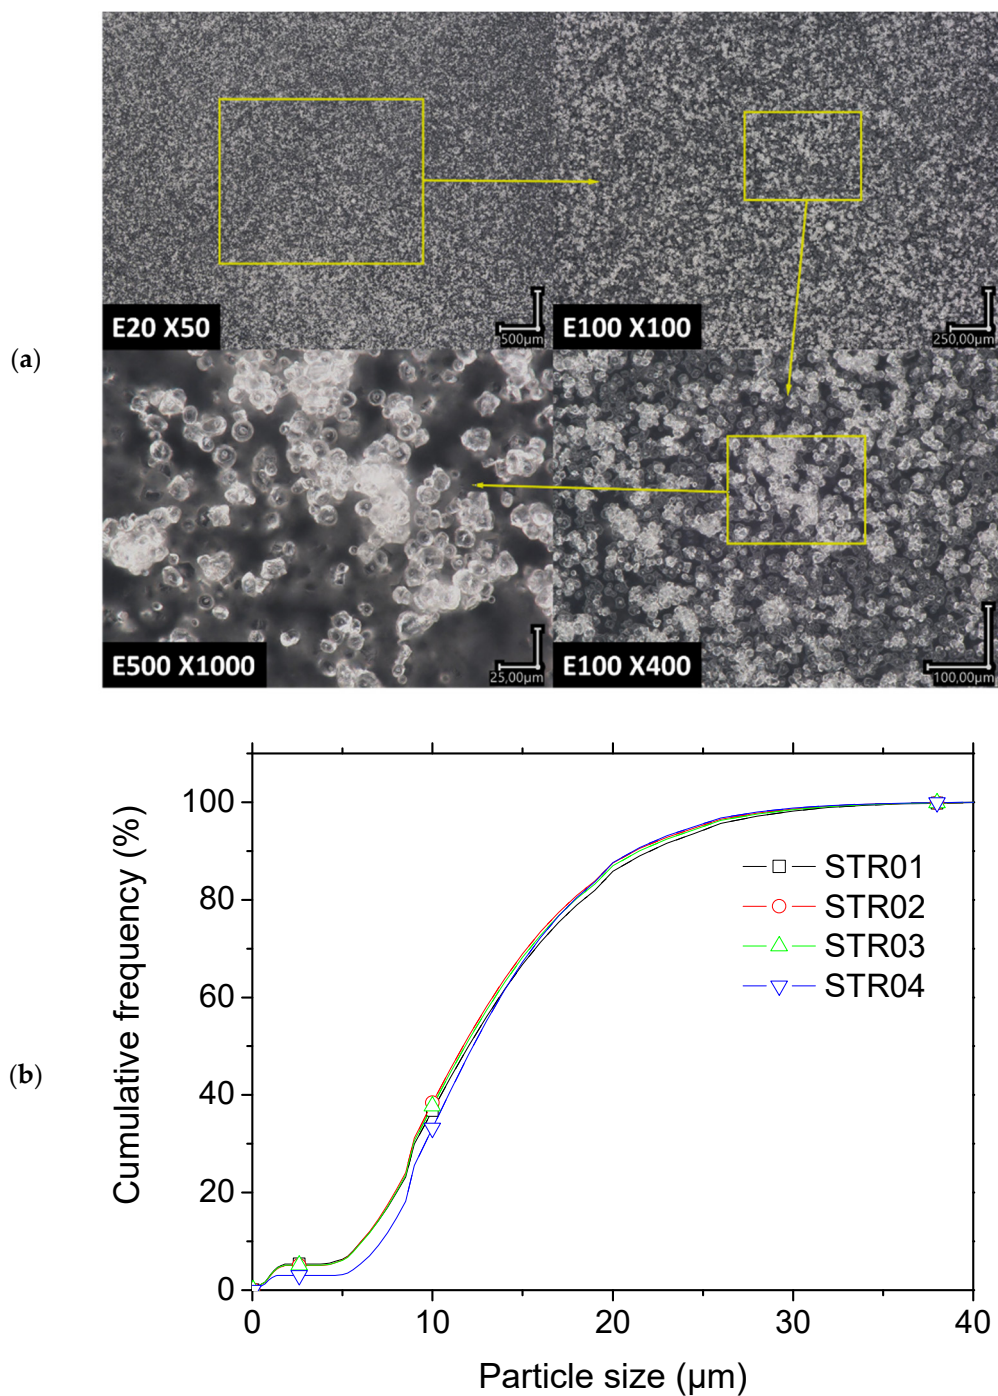 (a)
E20 X50
500µm
E100 X100
250,00µm
E500 X1000
25,00µm
E100 X400
100,00µm
(b)
Cumulative frequency (%)
100
80
60
40
20
0
STR01
STR02
STR03
STR04
0 10 20 30 40
Particle size (µm)